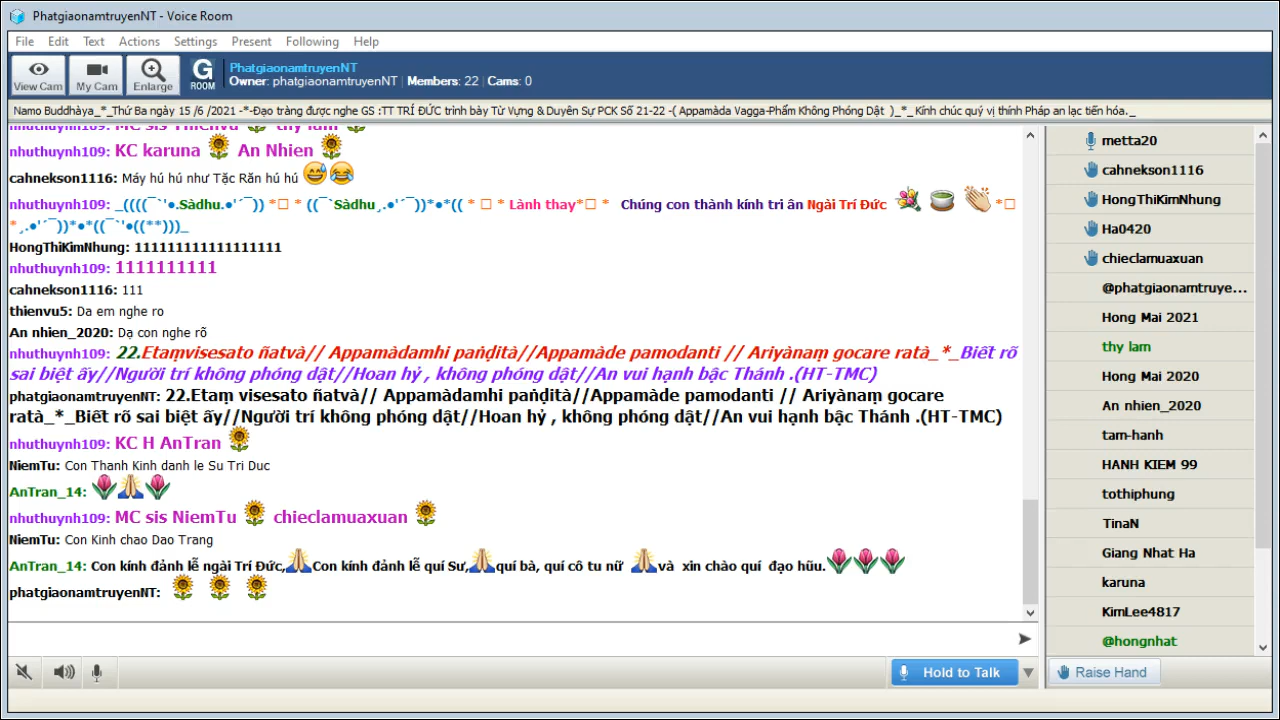 PhatgiaonamtruyenNT - Voice Room
File Edit Text Actions Settings Present Following Help
View Cam My Cam Enlarge G ROOM
PhatgiaonamtruyenNT
Owner: phatgiaonamtruyenNT | Members: 22 | Cams: 0
Namo Buddhàya_*_Thứ Ba ngày 15 /6 /2021 -*-Đạo tràng được nghe GS :TT TRÍ ĐỨC trình bày Từ Vựng & Duyên Sự PCK Số 21-22 -( Appamàda Vagga-Phẩm Không Phóng Dật )_*_ Kính chúc quý vị thính Pháp an lạc tiến hóa._
MC sis Thienvu thy lam
nhuthuynh109: KC karuna An Nhien
cahnekson1116: Máy hú hú như Tặc Răn hú hú
nhuthuynh109: _((((¯`'●.Sàdhu.●'´¯)) *□ * ((¯`Sàdhu¸.●'´¯))*●*(( * □ * Lành thay*□ * Chúng con thành kính tri ân Ngài Trí Đức *□
*¸.●'´¯))*●*((¯`'●((**)))_
HongThiKimNhung: 111111111111111111
nhuthuynh109: 1111111111
cahnekson1116: 111
thienvu5: Da em nghe ro
An nhien_2020: Dạ con nghe rõ
nhuthuynh109: 22.Etaṃvisesato ñatvà// Appamàdamhi paṅḍità//Appamàde pamodanti // Ariyànaṃ gocare ratà_*_Biết rõ
sai biệt ấy//Người trí không phóng dật//Hoan hỷ , không phóng dật//An vui hạnh bậc Thánh .(HT-TMC)
phatgiaonamtruyenNT: 22.Etaṃ visesato ñatvà// Appamàdamhi paṅḍità//Appamàde pamodanti // Ariyànaṃ gocare
ratà_*_Biết rõ sai biệt ấy//Người trí không phóng dật//Hoan hỷ , không phóng dật//An vui hạnh bậc Thánh .(HT-TMC)
nhuthuynh109: KC H AnTran
NiemTu: Con Thanh Kinh danh le Su Tri Duc
AnTran_14:
nhuthuynh109: MC sis NiemTu chieclamuaxuan
NiemTu: Con Kinh chao Dao Trang
AnTran_14: Con kính đảnh lễ ngài Trí Đức,Con kính đảnh lễ quí Sư,quí bà, quí cô tu nữ và xin chào quí đạo hữu.
phatgiaonamtruyenNT:
Hold to Talk
metta20
cahnekson1116
HongThiKimNhung
Ha0420
chieclamuaxuan
@phatgiaonamtruye...
Hong Mai 2021
thy lam
Hong Mai 2020
An nhien_2020
tam-hanh
HANH KIEM 99
tothiphung
TinaN
Giang Nhat Ha
karuna
KimLee4817
@hongnhat
Raise Hand